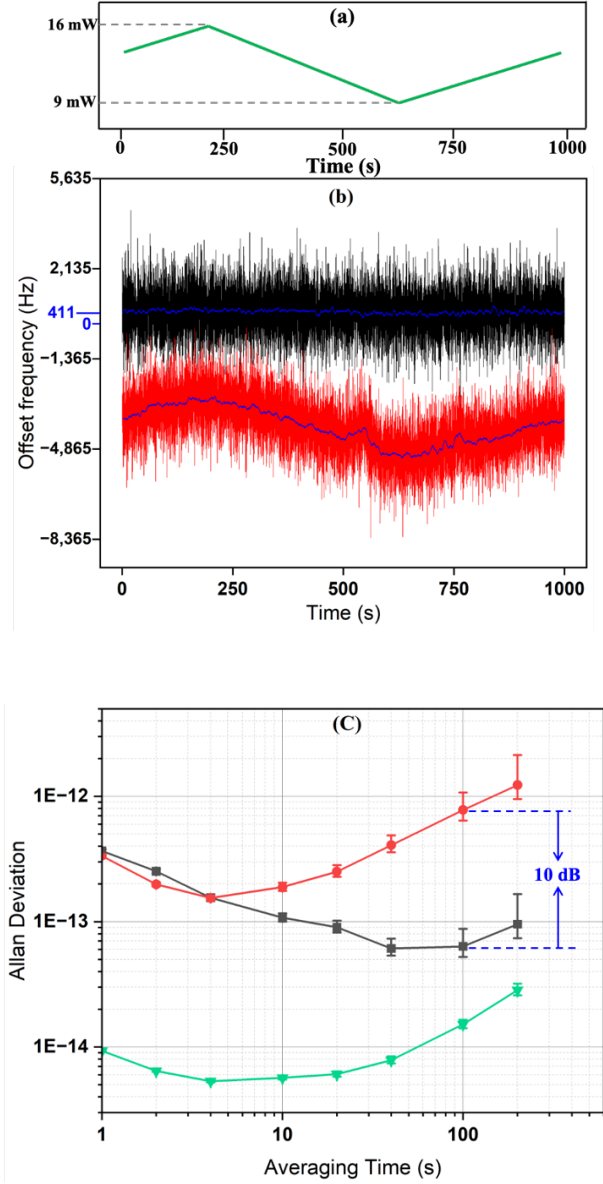 (a)
16 mW
9 mW
0 250 500 750 1000
Time (s)
(b)
5,635
2,135
411
0
−1,365
−4,865
−8,365
Offset frequency (Hz)
0 250 500 750 1000
Time (s)
(C)
1E−12
1E−13
1E−14
Allan Deviation
10 dB
1 10 100
Averaging Time (s)